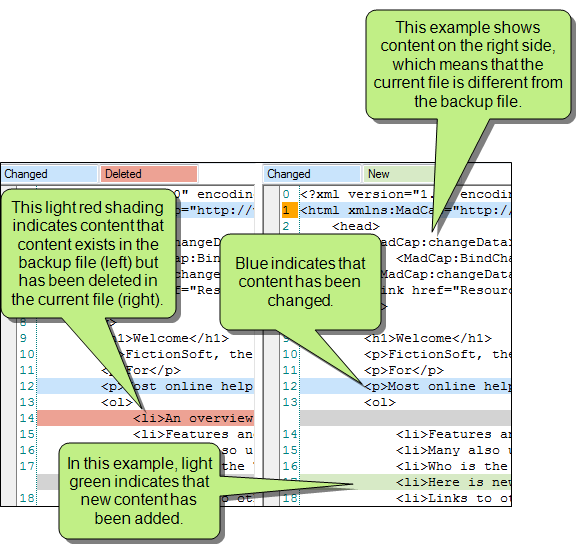 This example shows
content on the right side,
which means that the
current file is different from
the backup file.
Changed
Deleted
Changed
New
0" encodin
0 <?xml version="1. encodin
p="http://
1 <html xmlns:MadCap="http:/
2 <head>
This light red shading
indicates content that
content exists in the
backup file (left) but
has been deleted in
the current file (right).
changeDat
MadCap:changeData
Cap:Bin
<MadCap:BindCh
change
MadCap:changeDat
f="Res
ink href="Resourc
Blue indicates that
content has been
changed.
8 >
9 <h1>Welcome</h1>
<h1>Welcome</h1>
10 p>FictionSoft, the
10 <p>FictionSoft, the
11 <p>For</p>
11 <p>For</p>
12 <p>ost online help
12 <p>Most online help
13 <ol>
13 <ol>
14 <li>An overview
15 <li>Features an
14 <li>Features an
16 so u
15 <li>Many also u
17 the
16 <li>Who is the
17 <li>Here is new
18 o ot
18 <li>Links to ot
In this example, light
green indicates that
new content has
been added.